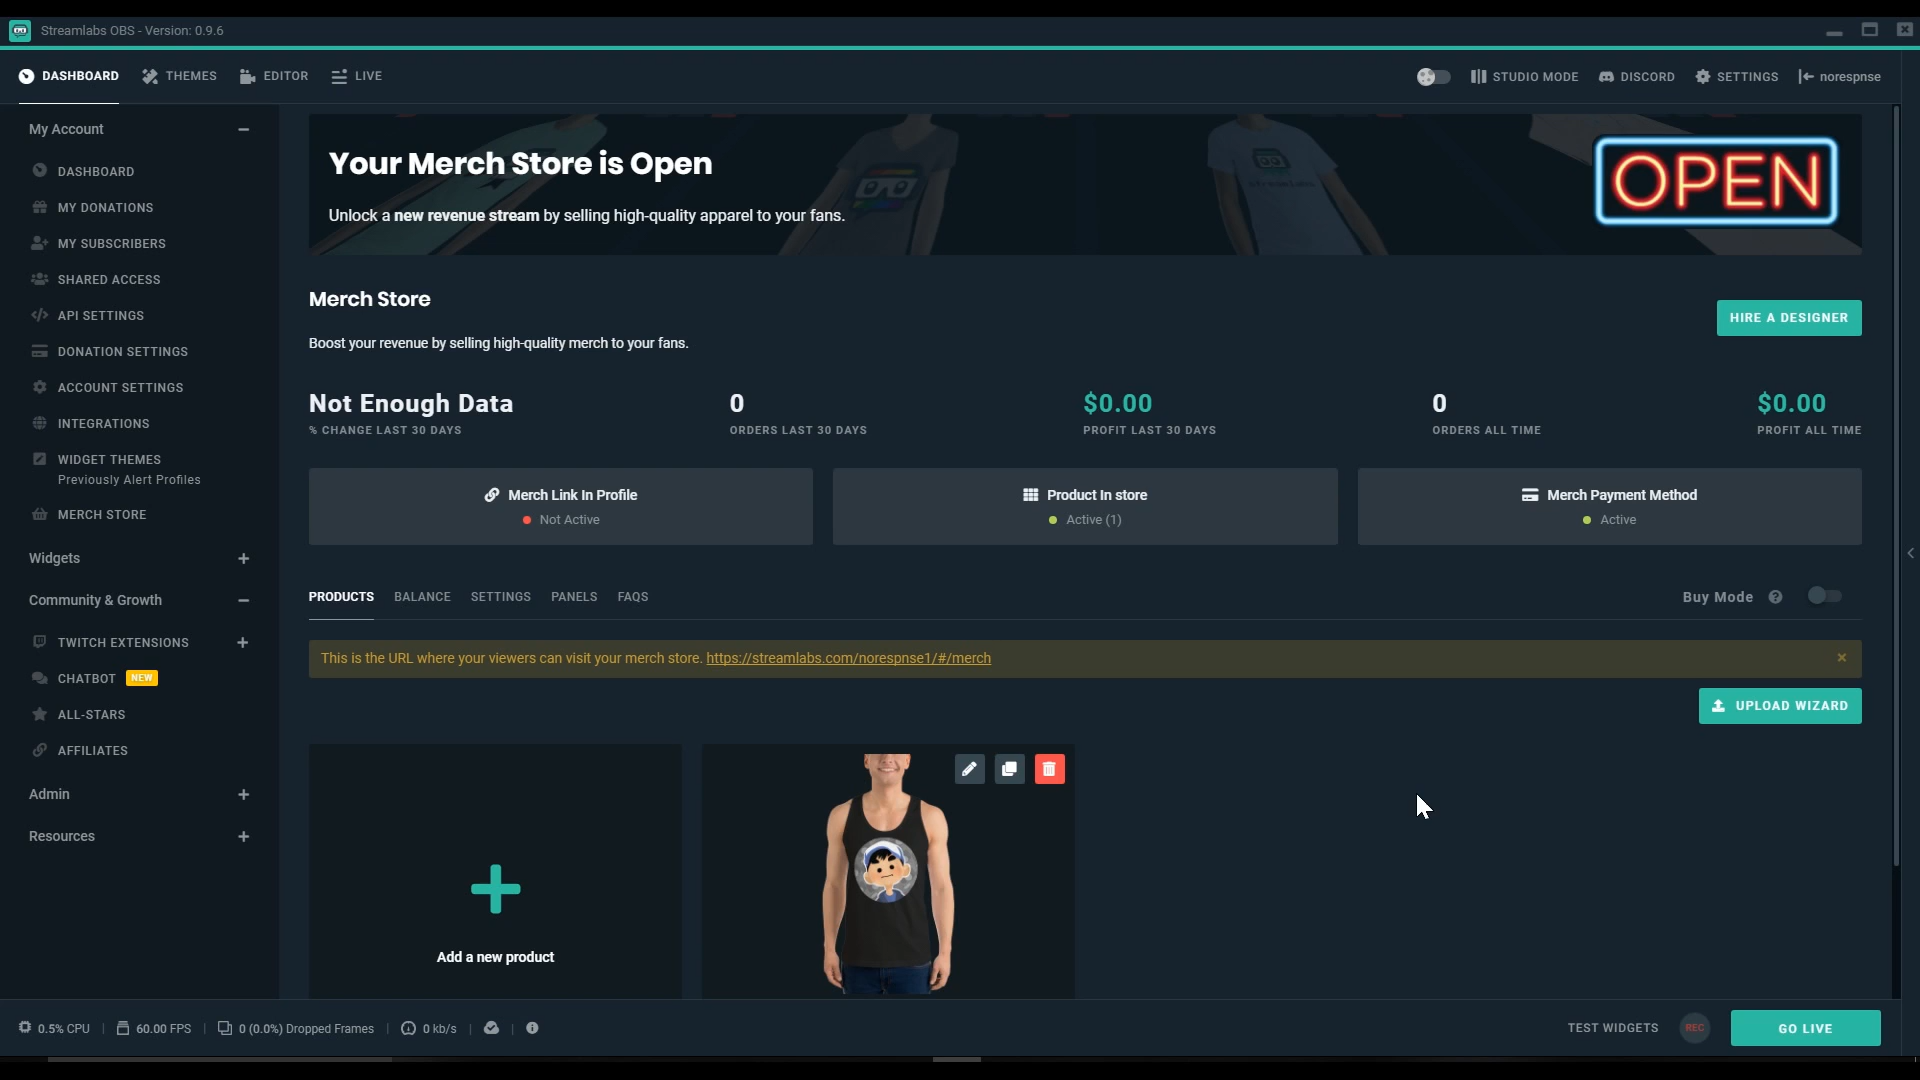 Streamlabs OBS - Version: 0.9.6
DASHBOARD THEMES EDITOR LIVE STUDIO MODE DISCORD SETTINGS norespnse
My Account
DASHBOARD
MY DONATIONS
MY SUBSCRIBERS
SHARED ACCESS
API SETTINGS
DONATION SETTINGS
ACCOUNT SETTINGS
INTEGRATIONS
WIDGET THEMES
Previously Alert Profiles
MERCH STORE
Widgets
Community & Growth
TWITCH EXTENSIONS
CHATBOT NEW
ALL-STARS
AFFILIATES
Admin
Resources
Your Merch Store is Open
Unlock a new revenue stream by selling high-quality apparel to your fans.
OPEN
Merch Store
HIRE A DESIGNER
Boost your revenue by selling high-quality merch to your fans.
Not Enough Data 0 $0.00 0 $0.00
% CHANGE LAST 30 DAYS ORDERS LAST 30 DAYS PROFIT LAST 30 DAYS ORDERS ALL TIME PROFIT ALL TIME
Merch Link In Profile Product In store Merch Payment Method
Not Active Active (1) Active
PRODUCTS BALANCE SETTINGS PANELS FAQS Buy Mode
This is the URL where your viewers can visit your merch store. https://streamlabs.com/norespnse1/#/merch
UPLOAD WIZARD
Add a new product
0.5% CPU 60.00 FPS 0 (0.0%) Dropped Frames 0 kb/s TEST WIDGETS REC GO LIVE